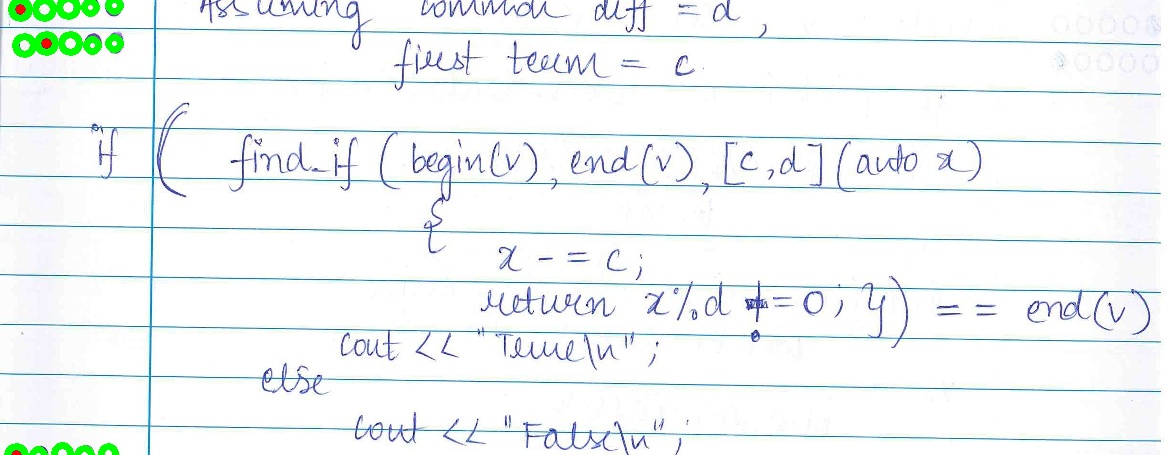 Assuming common diff = d,
first term = c.
if ( find_if ( begin(v), end(v), [c,d] (auto x)
{
x -= c;
return x%d != 0; }) == end(v)
cout << "True\n";
else
cout << "False\n";